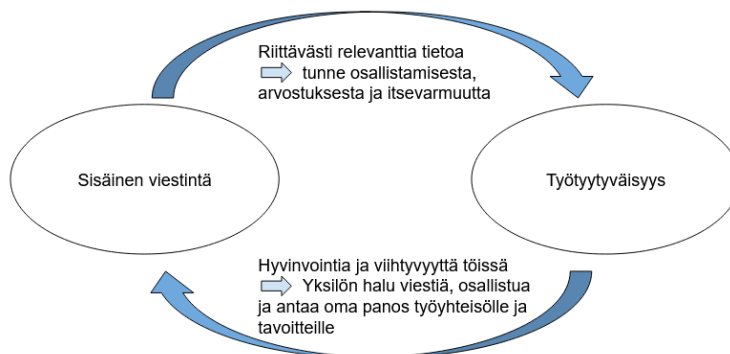 Riittävästi relevanttia tietoa
tunne osallistamisesta,
arvostuksesta ja itsevarmuutta
Sisäinen viestintä
Työtyytyväisyys
Hyvinvointia ja viihtyvyyttä töissä
Yksilön halu viestiä, osallistua
ja antaa oma panos työyhteisölle ja
tavoitteille